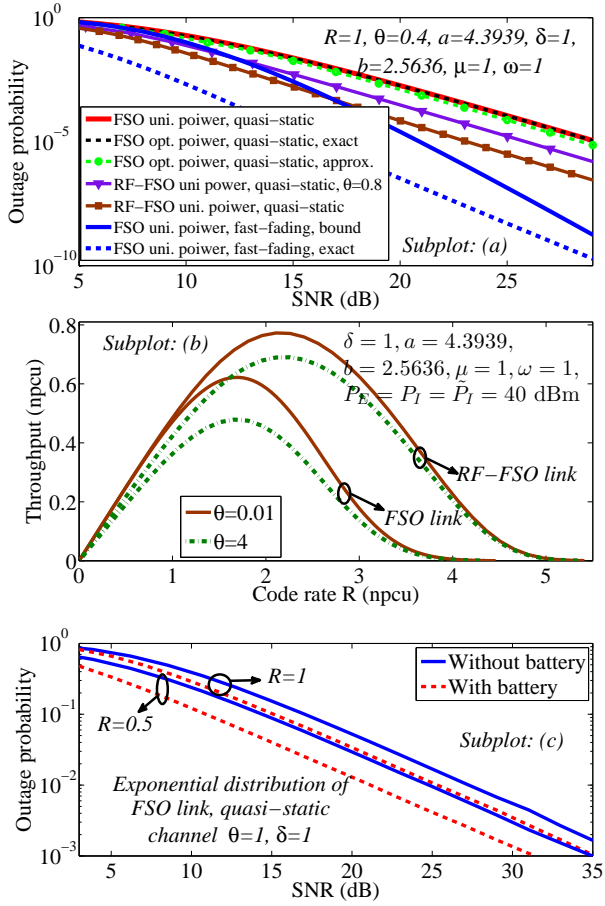 10^0
R=1, θ=0.4, a=4.3939, δ=1,
b=2.5636, μ=1, ω=1
Outage probability
10^−5
FSO uni. poiwer, quasi−static
FSO opt. power, quasi−static, exact
FSO opt. power, quasi−static, approx.
RF−FSO uni power, quasi−static, θ=0.8
RF−FSO uni. poiwer, quasi−static
FSO uni. poiwer, fast−fading, bound
FSO uni. poiwer, fast−fading, exact
Subplot: (a)
10^−10
5 10 15 20 25
SNR (dB)
0.8
Subplot: (b)
δ = 1, a = 4.3939,
b = 2.5636, μ = 1, ω = 1,
P_E = P_I = P̃_I = 40 dBm
Throughput (npcu)
0.6
0.4
0.2
0
RF−FSO link
FSO link
θ=0.01
θ=4
0 1 2 3 4 5
Code rate R (npcu)
10^0
Without battery
With battery
R=1
R=0.5
Outage probability
10^−1
Subplot: (c)
10^−2
Exponential distribution of
FSO link, quasi−static
channel θ=1, δ=1
10^−3
5 10 15 20 25 30 35
SNR (dB)